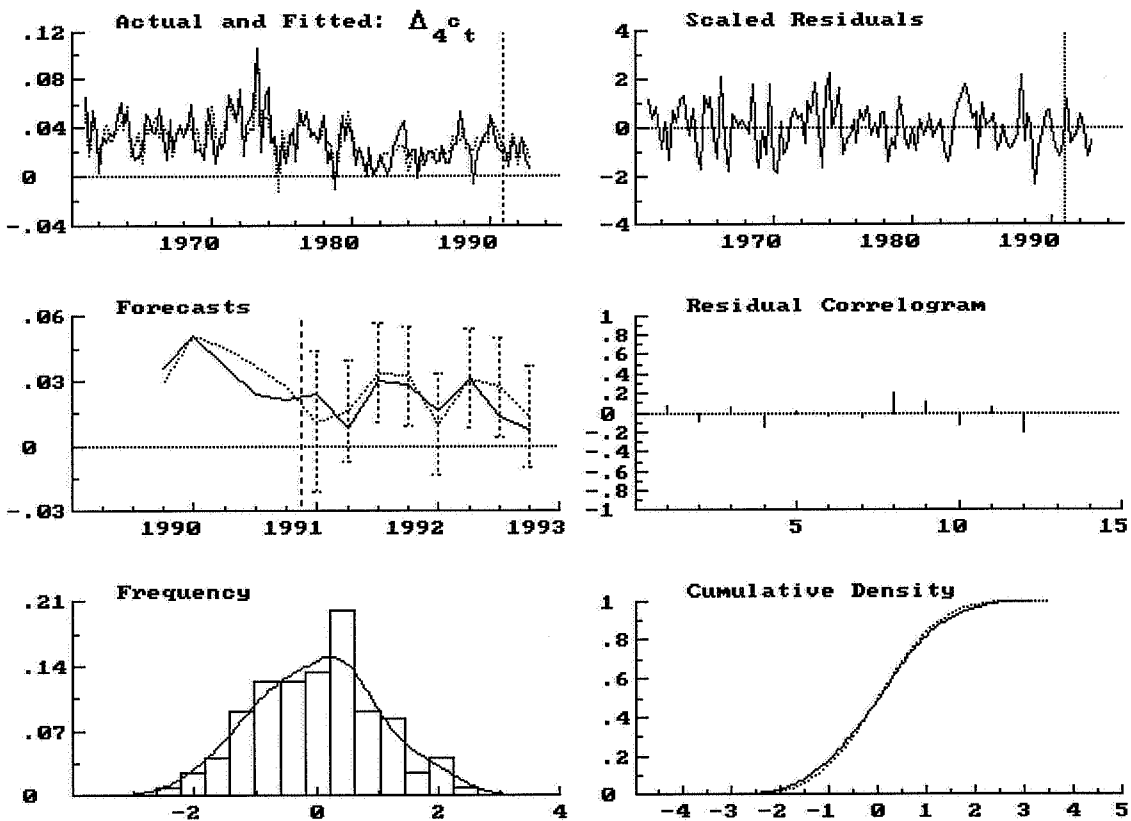 Actual and Fitted: Δ₄cₜ
.12
.08
.04
0
-.04
1970 1980 1990
Scaled Residuals
4
2
0
-2
-4
1970 1980 1990
Forecasts
.06
.03
0
-.03
1990 1991 1992 1993
Residual Correlogram
1
.8
.6
.4
.2
0
-.2
-.4
-.6
-.8
-1
5 10 15
Frequency
.21
.14
.07
0
-2 0 2 4
Cumulative Density
1
.8
.6
.4
.2
0
-4 -3 -2 -1 0 1 2 3 4 5